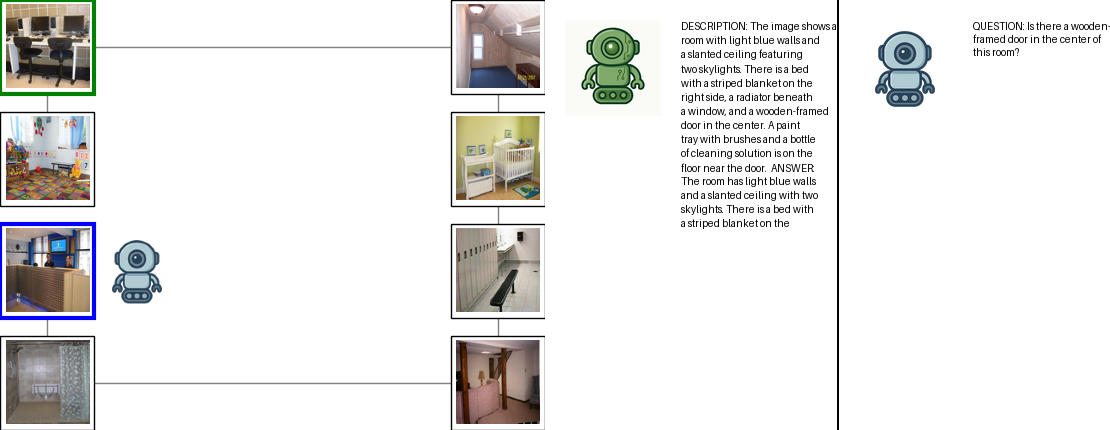 DESCRIPTION: The image shows a
room with light blue walls and
a slanted ceiling featuring
two skylights. There is a bed
with a striped blanket on the
right side, a radiator beneath
a window, and a wooden-framed
door in the center. A paint
tray with brushes and a bottle
of cleaning solution is on the
floor near the door. ANSWER:
The room has light blue walls
and a slanted ceiling with two
skylights. There is a bed with
a striped blanket on the
QUESTION: Is there a wooden-
framed door in the center of
this room?